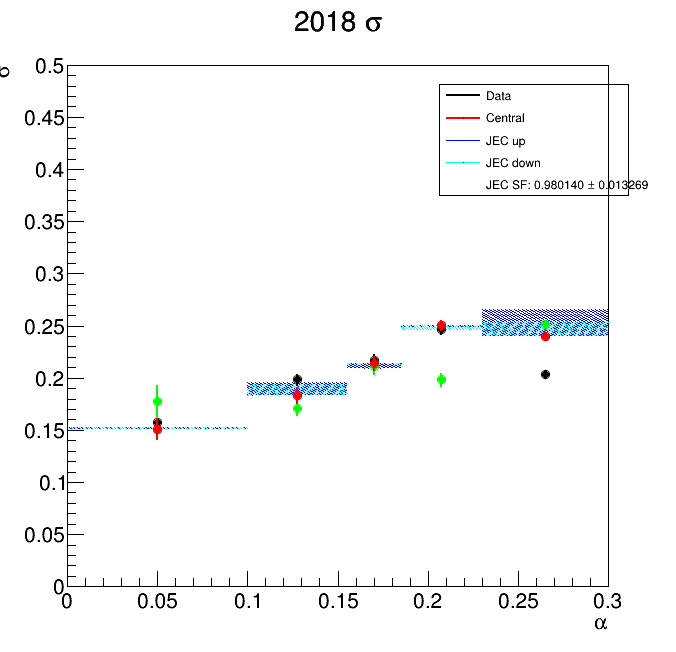 2018 σ
σ
0.5
0.45
0.4
0.35
0.3
0.25
0.2
0.15
0.1
0.05
0
Data
Central
JEC up
JEC down
JEC SF: 0.980140 ± 0.013269
0 0.05 0.1 0.15 0.2 0.25 0.3
α